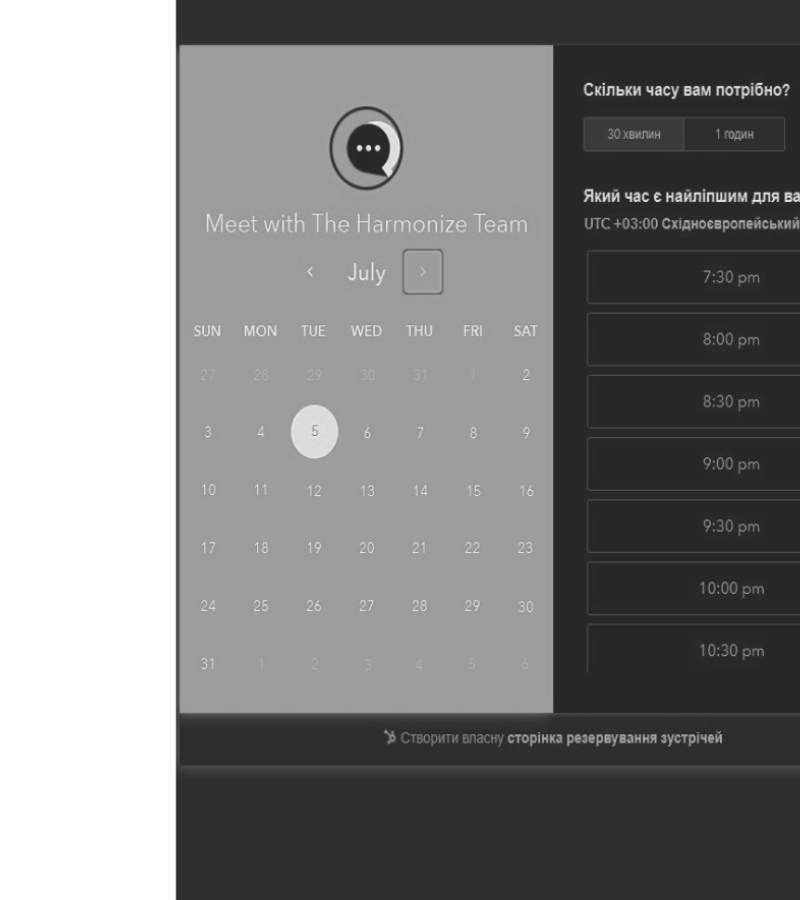 Meet with The Harmonize Team
July
SUN MON TUE WED THU FRI SAT
27 28 29 30 31 1 2
3 4 5 6 7 8 9
10 11 12 13 14 15 16
17 18 19 20 21 22 23
24 25 26 27 28 29 30
31 1 2 3 4 5 6
Скільки часу вам потрібно?
30 хвилин 1 годин
Який час є найліпшим для ва
UTC +03:00 Східноєвропейський
7:30 pm
8:00 pm
8:30 pm
9:00 pm
9:30 pm
10:00 pm
10:30 pm
Створити власну сторінка резервування зустрічей